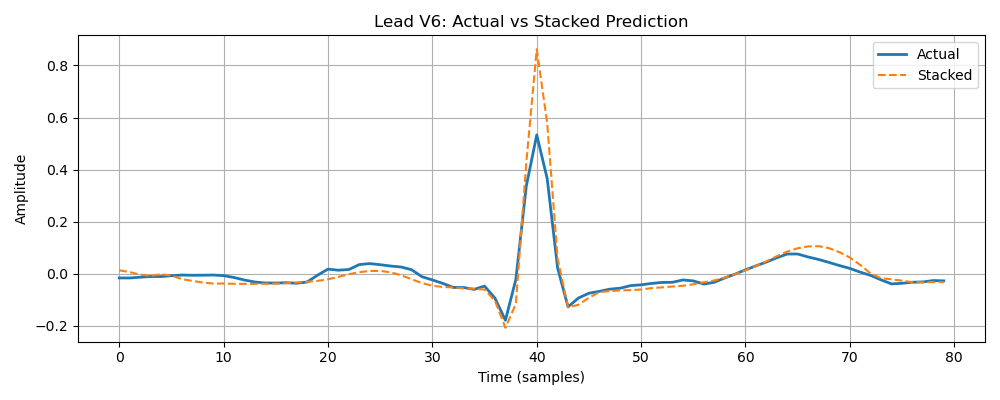 Lead V6: Actual vs Stacked Prediction
Actual
Stacked
Amplitude
0.8
0.6
0.4
0.2
0.0
−0.2
0 10 20 30 40 50 60 70 80
Time (samples)